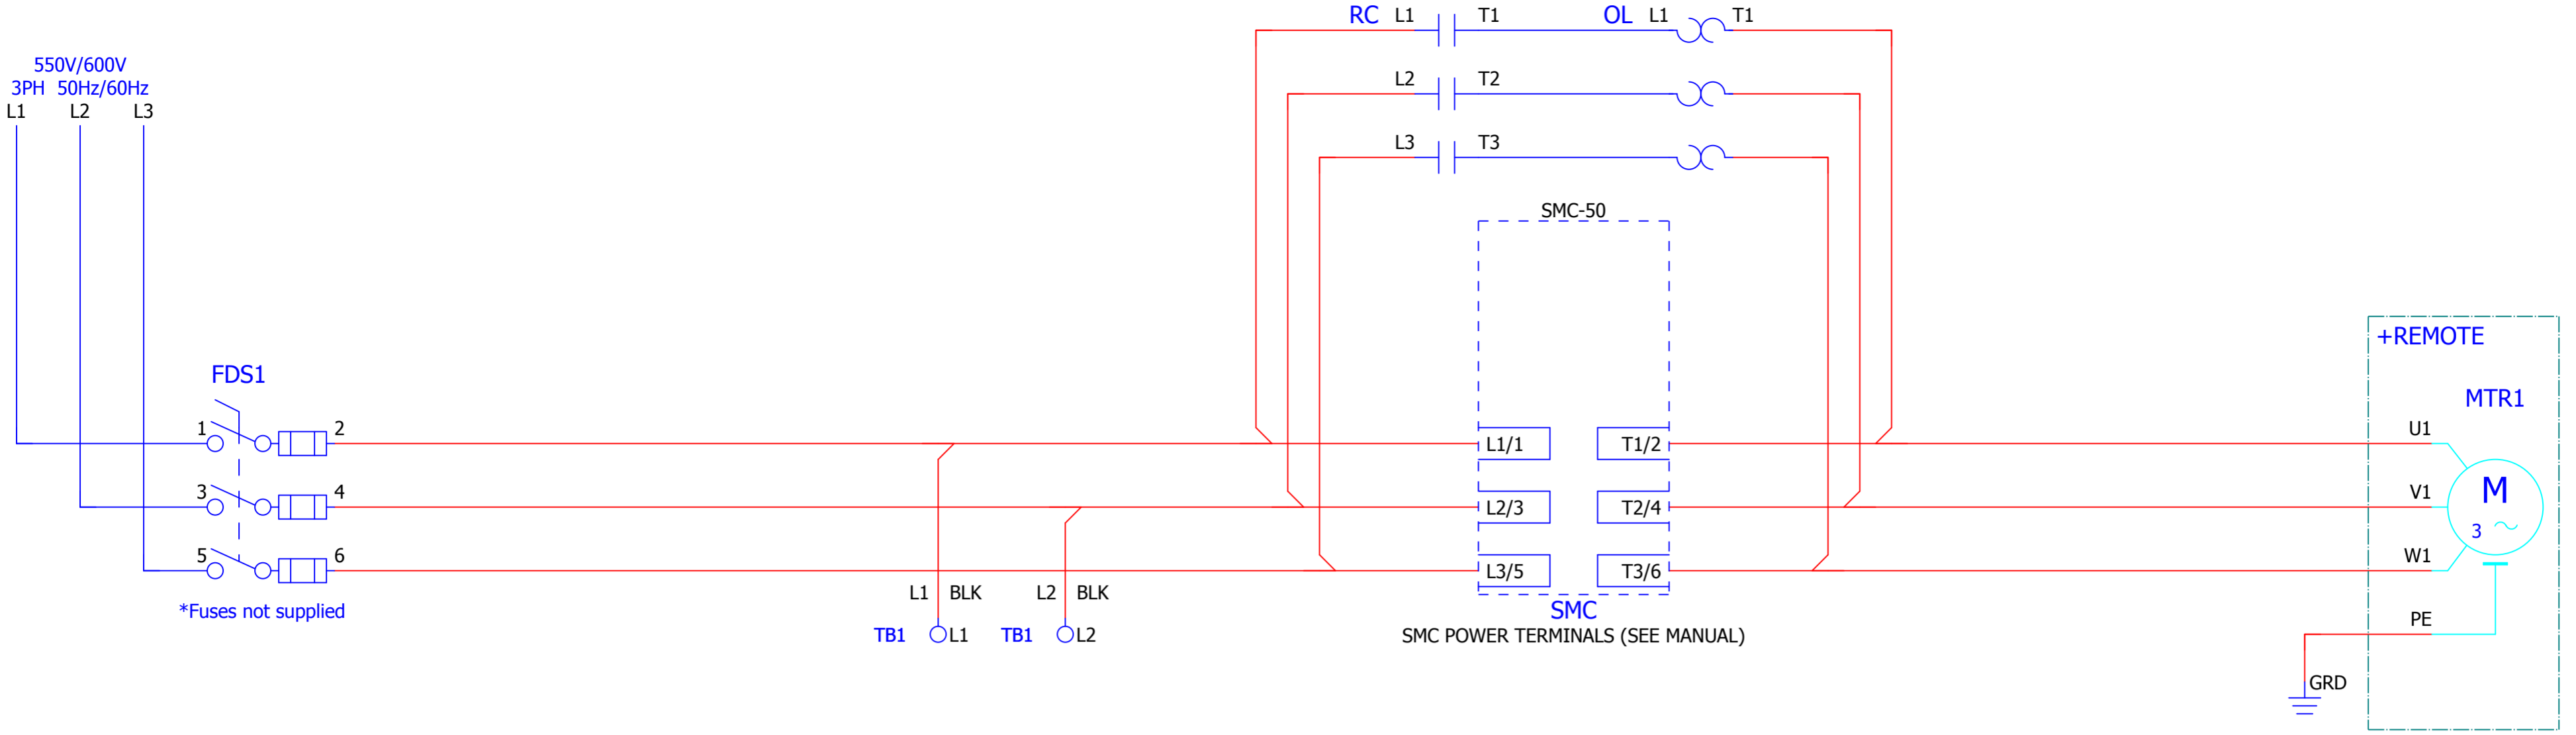 RC L1 T1 OL L1 T1
550V/600V
3PH 50Hz/60Hz
L1 L2 L3
L2 T2
L3 T3
SMC-50
+REMOTE
FDS1
MTR1
1 2
L1/1 T1/2
U1
3 4
L2/3 T2/4
V1
M
3 ~
5 6
L3/5 T3/6
W1
*Fuses not supplied
L1 BLK L2 BLK
SMC
PE
TB1 L1 TB1 L2
SMC POWER TERMINALS (SEE MANUAL)
GRD